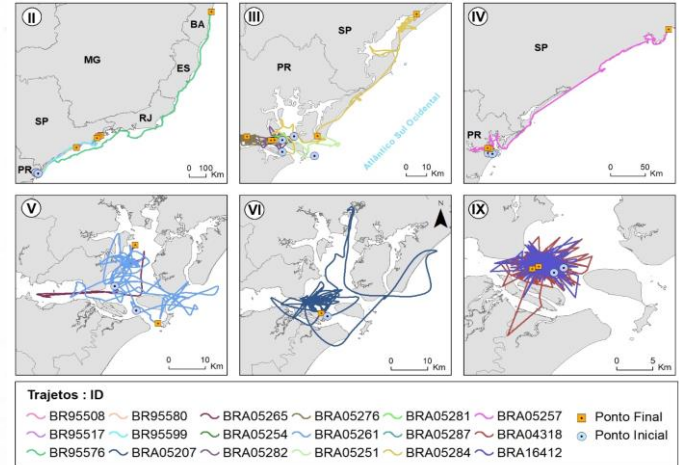 II
BA
MG
ES
SP
RJ
PR
0 100
Km
III
SP
PR
Atlântico Sul Ocidental
0 10
Km
IV
SP
PR
0 50
Km
V
0 10
Km
VI
N
0 10
Km
IX
0 5
Km
Trajetos : ID
BR95508 BR95580 BRA05265 BRA05276 BRA05281 BRA05257 Ponto Final
BR95517 BR95599 BRA05254 BRA05261 BRA05287 BRA04318 Ponto Inicial
BR95576 BRA05207 BRA05282 BRA05251 BRA05284 BRA16412